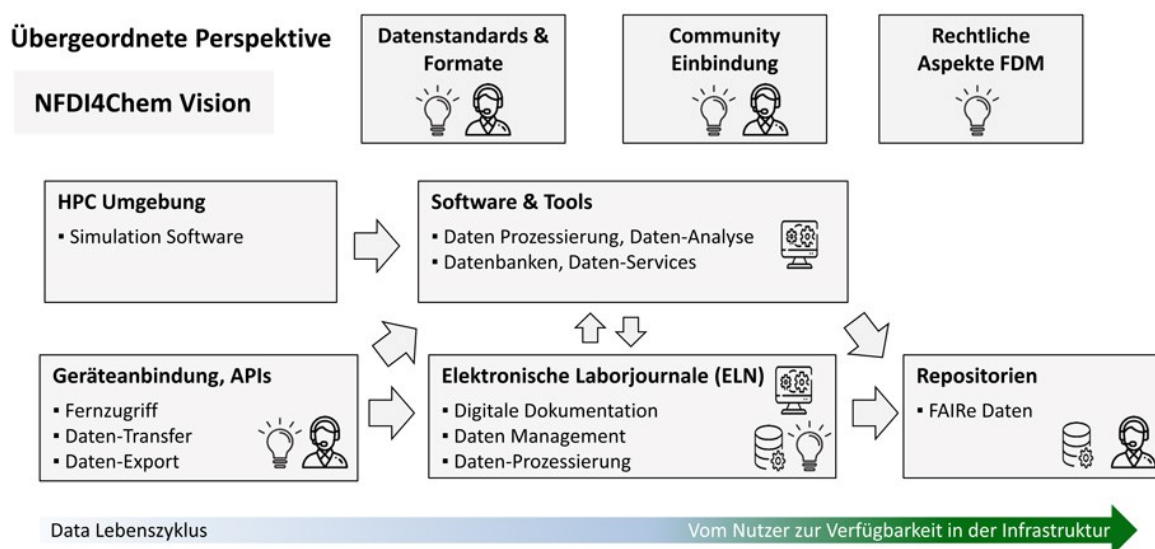 Übergeordnete Perspektive
NFDI4Chem Vision
Datenstandards &
Formate
Community
Einbindung
Rechtliche
Aspekte FDM
HPC Umgebung
▪ Simulation Software
Software & Tools
▪ Daten Prozessierung, Daten-Analyse
▪ Datenbanken, Daten-Services
Geräteanbindung, APIs
▪ Fernzugriff
▪ Daten-Transfer
▪ Daten-Export
Elektronische Laborjournale (ELN)
▪ Digitale Dokumentation
▪ Daten Management
▪ Daten-Prozessierung
Repositorien
▪ FAIRe Daten
Data Lebenszyklus
Vom Nutzer zur Verfügbarkeit in der Infrastruktur